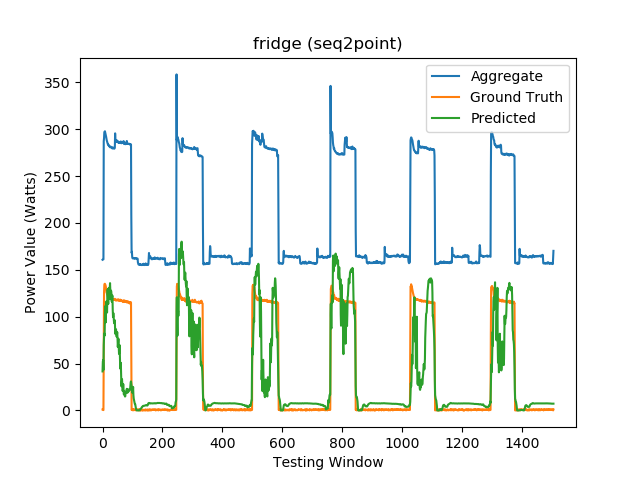 fridge (seq2point)
Aggregate
Ground Truth
Predicted
Power Value (Watts)
350
300
250
200
150
100
50
0
0 200 400 600 800 1000 1200 1400
Testing Window